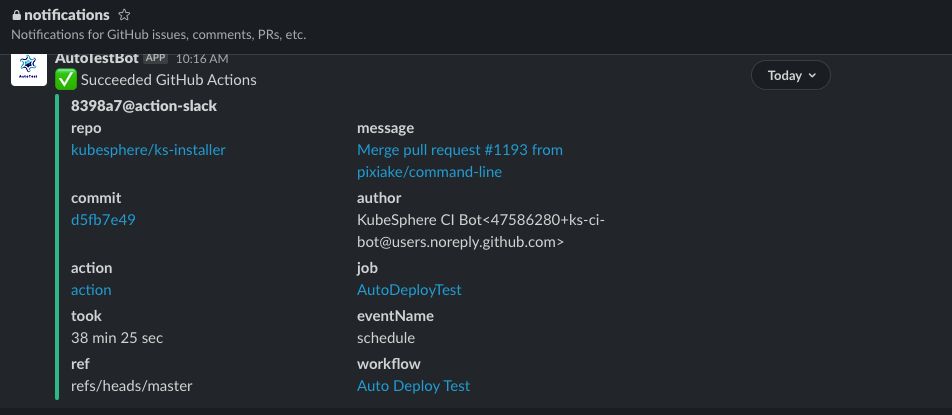 notifications
Notifications for GitHub issues, comments, PRs, etc.
AutoTestBot APP 10:16 AM
AutoTest
Succeeded GitHub Actions
Today
8398a7@action-slack
repo
kubesphere/ks-installer
message
Merge pull request #1193 from
pixiake/command-line
commit
d5fb7e49
author
KubeSphere CI Bot<47586280+ks-ci-
bot@users.noreply.github.com>
action
action
job
AutoDeployTest
took
38 min 25 sec
eventName
schedule
ref
refs/heads/master
workflow
Auto Deploy Test